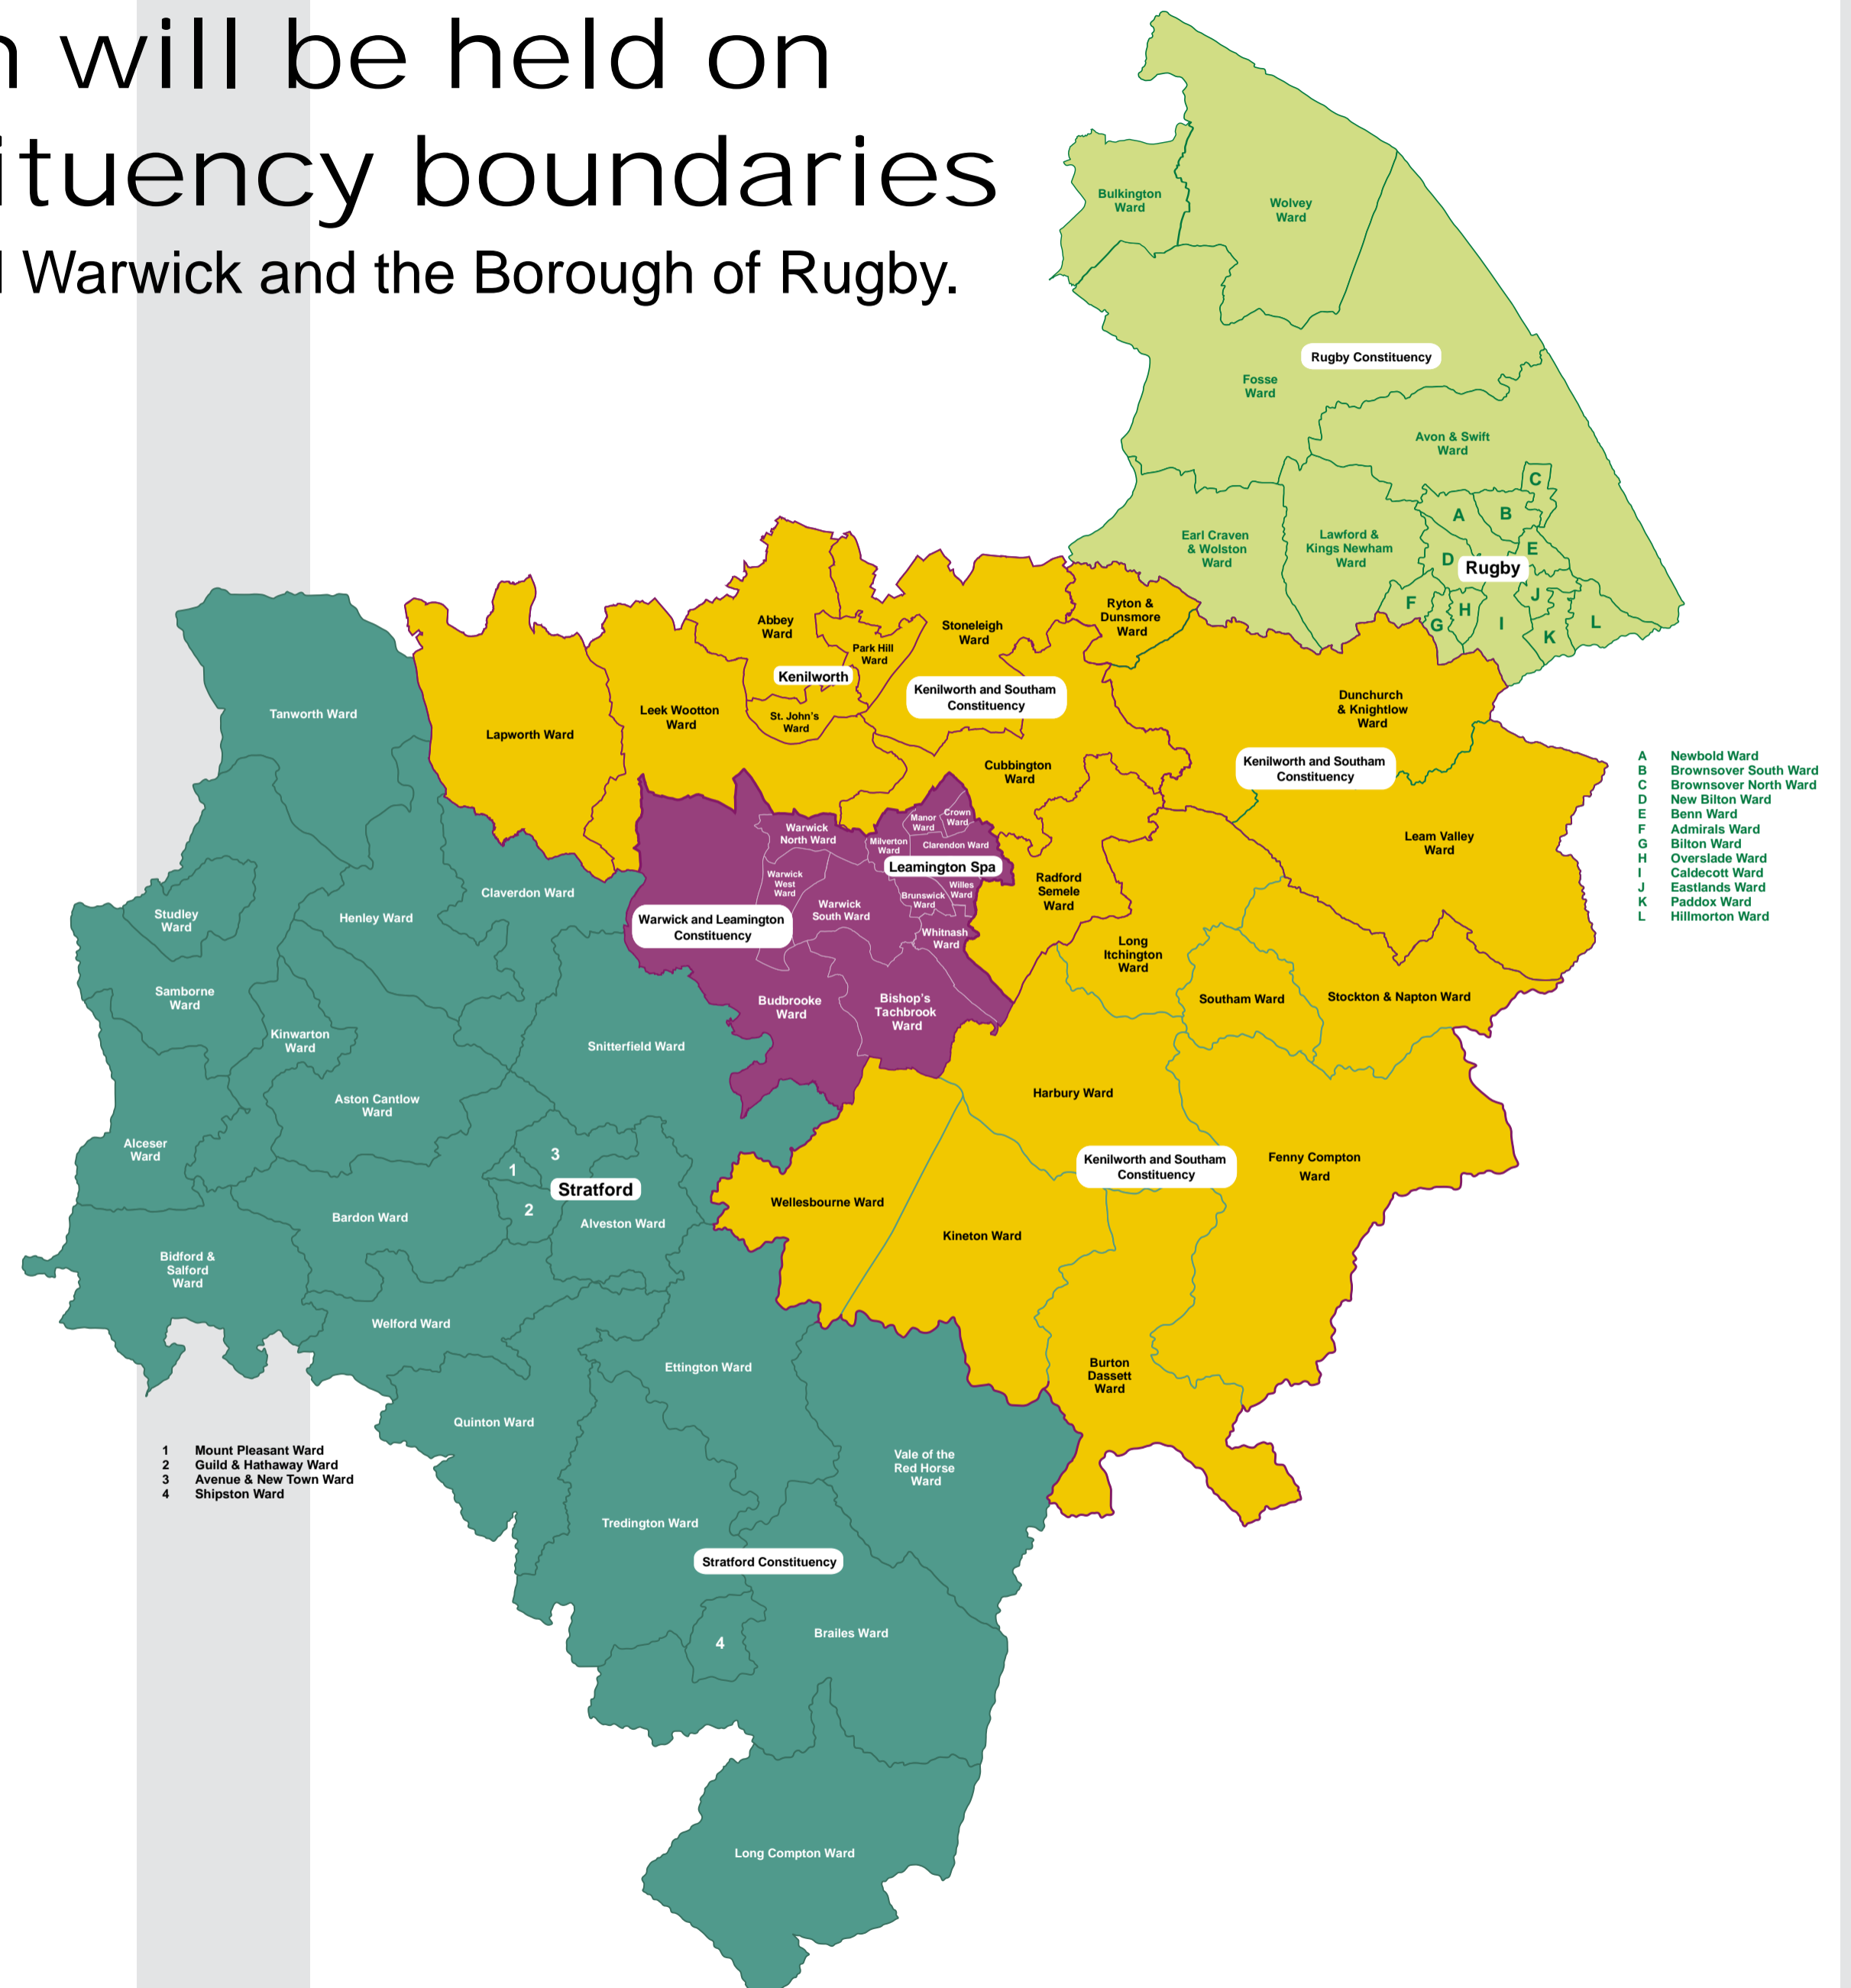 n will be held on
ituency boundaries
l Warwick and the Borough of Rugby.
Bulkington
Ward
Wolvey
Ward
Rugby Constituency
Fosse
Ward
Avon & Swift
Ward
C
A
B
Earl Craven
& Wolston
Ward
Lawford &
Kings Newham
Ward
E
D
Rugby
F
H
J
G
I
K
L
Ryton &
Dunsmore
Ward
Abbey
Ward
Stoneleigh
Ward
Park Hill
Ward
Kenilworth
Kenilworth and Southam
Constituency
St. John's
Ward
Leek Wootton
Ward
Lapworth Ward
Tanworth Ward
Dunchurch
& Knightlow
Ward
Kenilworth and Southam
Constituency
Cubbington
Ward
Leam Valley
Ward
A Newbold Ward
B Brownsover South Ward
C Brownsover North Ward
D New Bilton Ward
E Benn Ward
F Admirals Ward
G Bilton Ward
H Overslade Ward
I Caldecott Ward
J Eastlands Ward
K Paddox Ward
L Hillmorton Ward
Manor
Ward
Crown
Ward
Warwick
North Ward
Milverton
Ward
Clarendon Ward
Leamington Spa
Warwick
West
Ward
Willes
Ward
Brunswick
Ward
Warwick
South Ward
Warwick and Leamington
Constituency
Whitnash
Ward
Radford
Semele
Ward
Budbrooke
Ward
Bishop's
Tachbrook
Ward
Long
Itchington
Ward
Southam Ward
Stockton & Napton Ward
Claverdon Ward
Henley Ward
Studley
Ward
Samborne
Ward
Kinwarton
Ward
Snitterfield Ward
Aston Cantlow
Ward
Alceser
Ward
Harbury Ward
Kenilworth and Southam
Constituency
Fenny Compton
Ward
3
1
Stratford
2
Alveston Ward
Bardon Ward
Wellesbourne Ward
Kineton Ward
Bidford &
Salford
Ward
Welford Ward
Ettington Ward
Burton
Dassett
Ward
Quinton Ward
Vale of the
Red Horse
Ward
1 Mount Pleasant Ward
2 Guild & Hathaway Ward
3 Avenue & New Town Ward
4 Shipston Ward
Tredington Ward
Stratford Constituency
Brailes Ward
4
Long Compton Ward